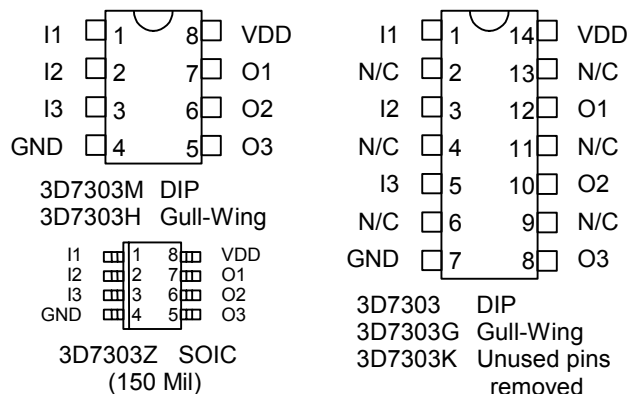 I1 1 8 VDD
I2 2 7 O1
I3 3 6 O2
GND 4 5 O3
3D7303M DIP
3D7303H Gull-Wing
I1 1 8 VDD
I2 2 7 O1
I3 3 6 O2
GND 4 5 O3
3D7303Z SOIC
(150 Mil)
I1 1 14 VDD
N/C 2 13 N/C
I2 3 12 O1
N/C 4 11 N/C
I3 5 10 O2
N/C 6 9 N/C
GND 7 8 O3
3D7303 DIP
3D7303G Gull-Wing
3D7303K Unused pins
removed